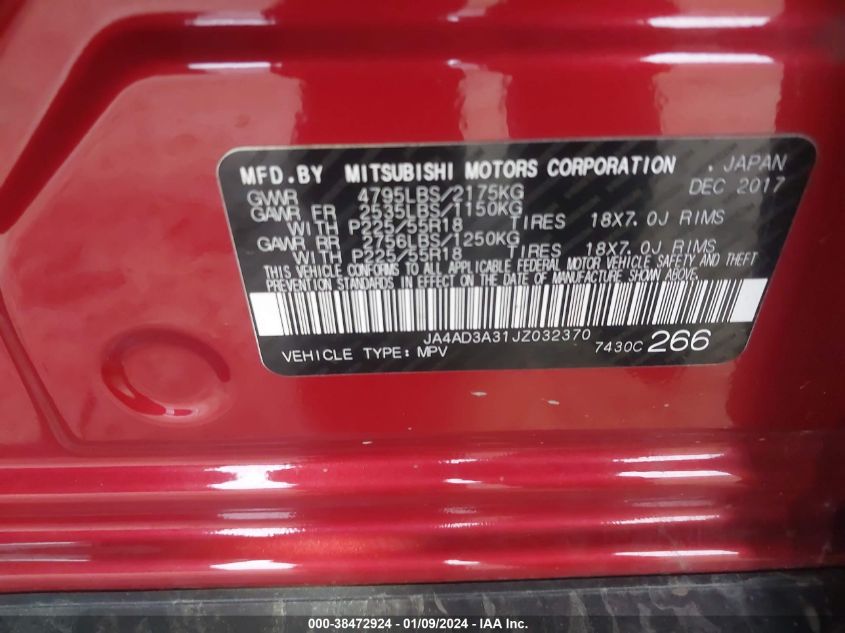 MFD.BY MITSUBISHI MOTORS CORPORATION . JAPAN
GVWR 4795LBS/2175KG DEC 2017
GAWR FR 2535LBS/1150KG
WITH P225/55R18 TIRES 18X7.0J RIMS
GAWR RR 2756LBS/1250KG
WITH P225/55R18 TIRES 18X7.0J RIMS
THIS VEHICLE CONFORMS TO ALL APPLICABLE FEDERAL MOTOR VEHICLE SAFETY AND THEFT
PREVENTION STANDARDS IN EFFECT ON THE DATE OF MANUFACTURE SHOWN ABOVE.
JA4AD3A31JZ032370
VEHICLE TYPE: MPV 7430C 266
000-38472924 - 01/09/2024 - IAA Inc.